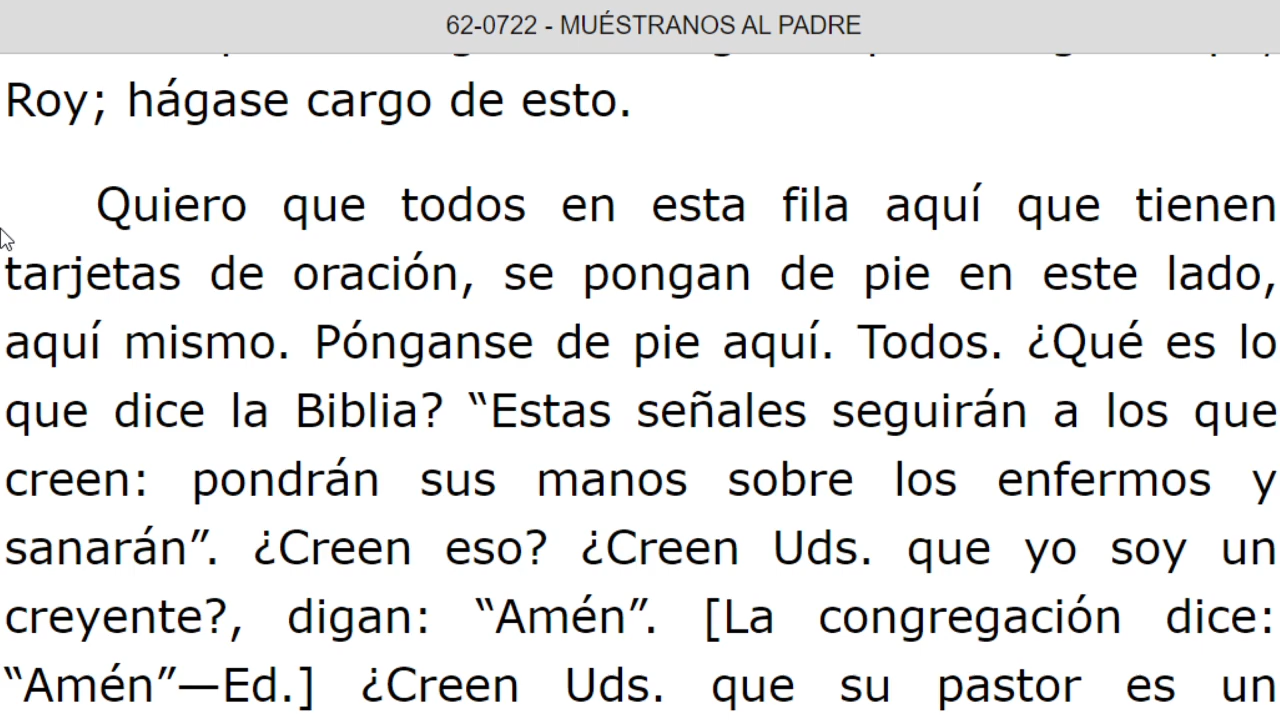 62-0722 - MUÉSTRANOS AL PADRE
Roy; hágase cargo de esto.
Quiero que todos en esta fila aquí que tienen
tarjetas de oración, se pongan de pie en este lado,
aquí mismo. Pónganse de pie aquí. Todos. ¿Qué es lo
que dice la Biblia? “Estas señales seguirán a los que
creen: pondrán sus manos sobre los enfermos y
sanarán”. ¿Creen eso? ¿Creen Uds. que yo soy un
creyente?, digan: “Amén”. [La congregación dice:
“Amén”—Ed.] ¿Creen Uds. que su pastor es un